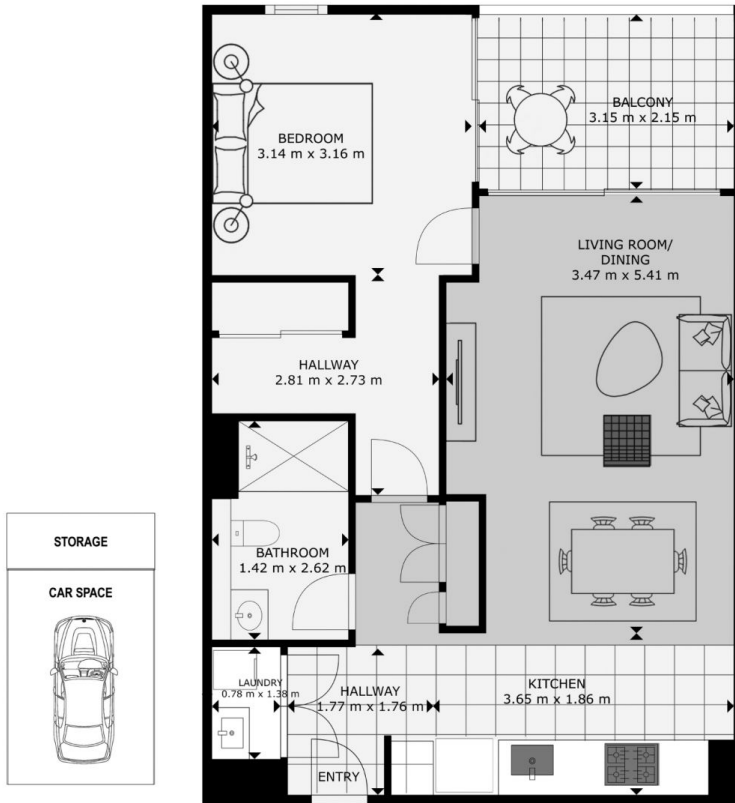 BEDROOM
3.14 m x 3.16 m
BALCONY
3.15 m x 2.15 m
LIVING ROOM/
DINING
3.47 m x 5.41 m
HALLWAY
2.81 m x 2.73 m
BATHROOM
1.42 m x 2.62 m
STORAGE
CAR SPACE
LAUNDRY
0.78 m x 1.38 m
HALLWAY
1.77 m x 1.76 m
KITCHEN
3.65 m x 1.86 m
ENTRY